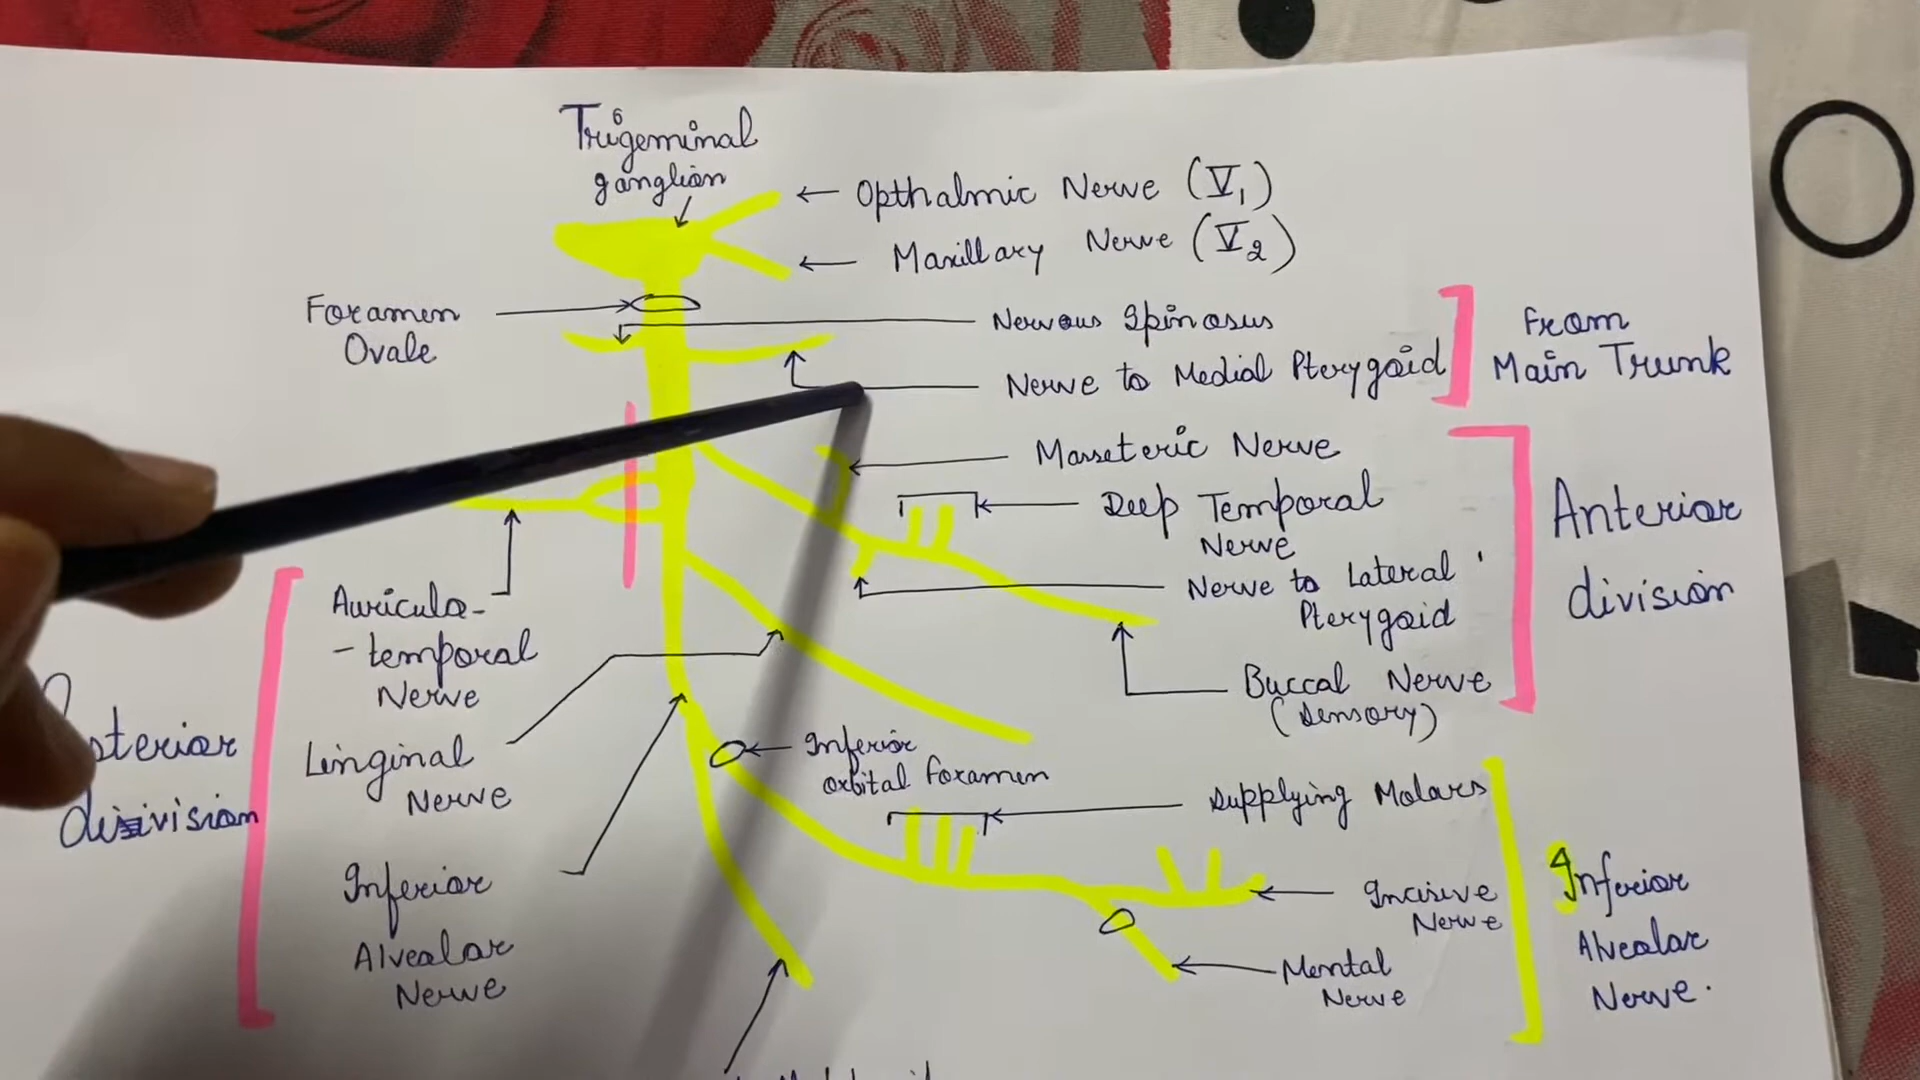 Trigeminal
ganglion
← Opthalmic Nerve (V1)
← Maxillary Nerve (V2)
Foramen
Ovale
Nervous Spinosus
Nerve to Medial Pterygoid
From
Main Trunk
Masseteric Nerve
Deep Temporal
Nerve
Nerve to Lateral
Pterygoid
Buccal Nerve
(Sensory)
Anterior
division
Auriculo-
-temporal
Nerve
Linginal
Nerve
Inferior
Alveolar
Nerve
division
Inferior
orbital foramen
Supplying Molars
Incisive
Nerve
Mental
Nerve
Inferior
Alveolar
Nerve.